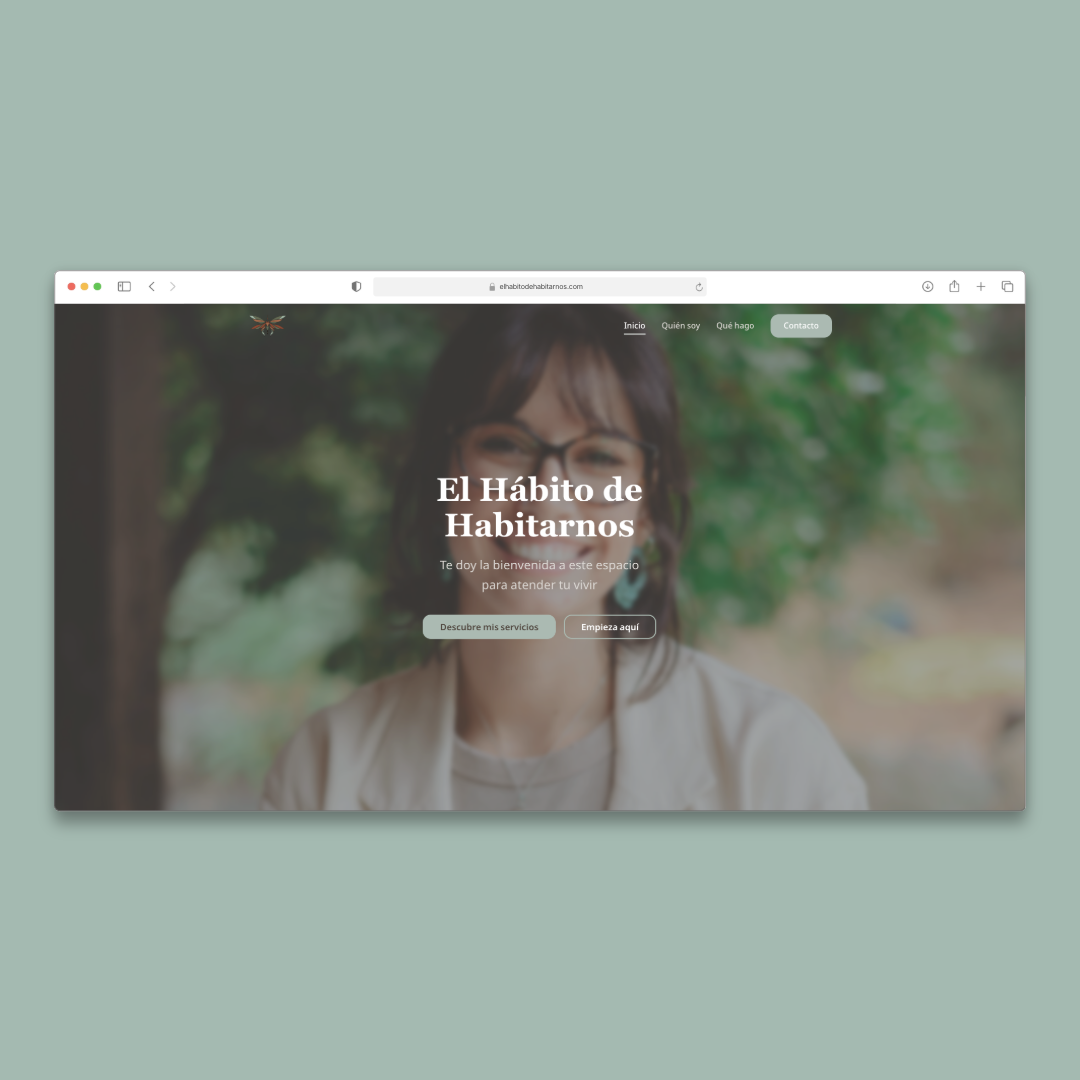 elhabitodehabitarnos.com
Inicio Quién soy Qué hago Contacto
El Hábito de
Habitarnos
Te doy la bienvenida a este espacio
para atender tu vivir
Descubre mis servicios Empieza aquí